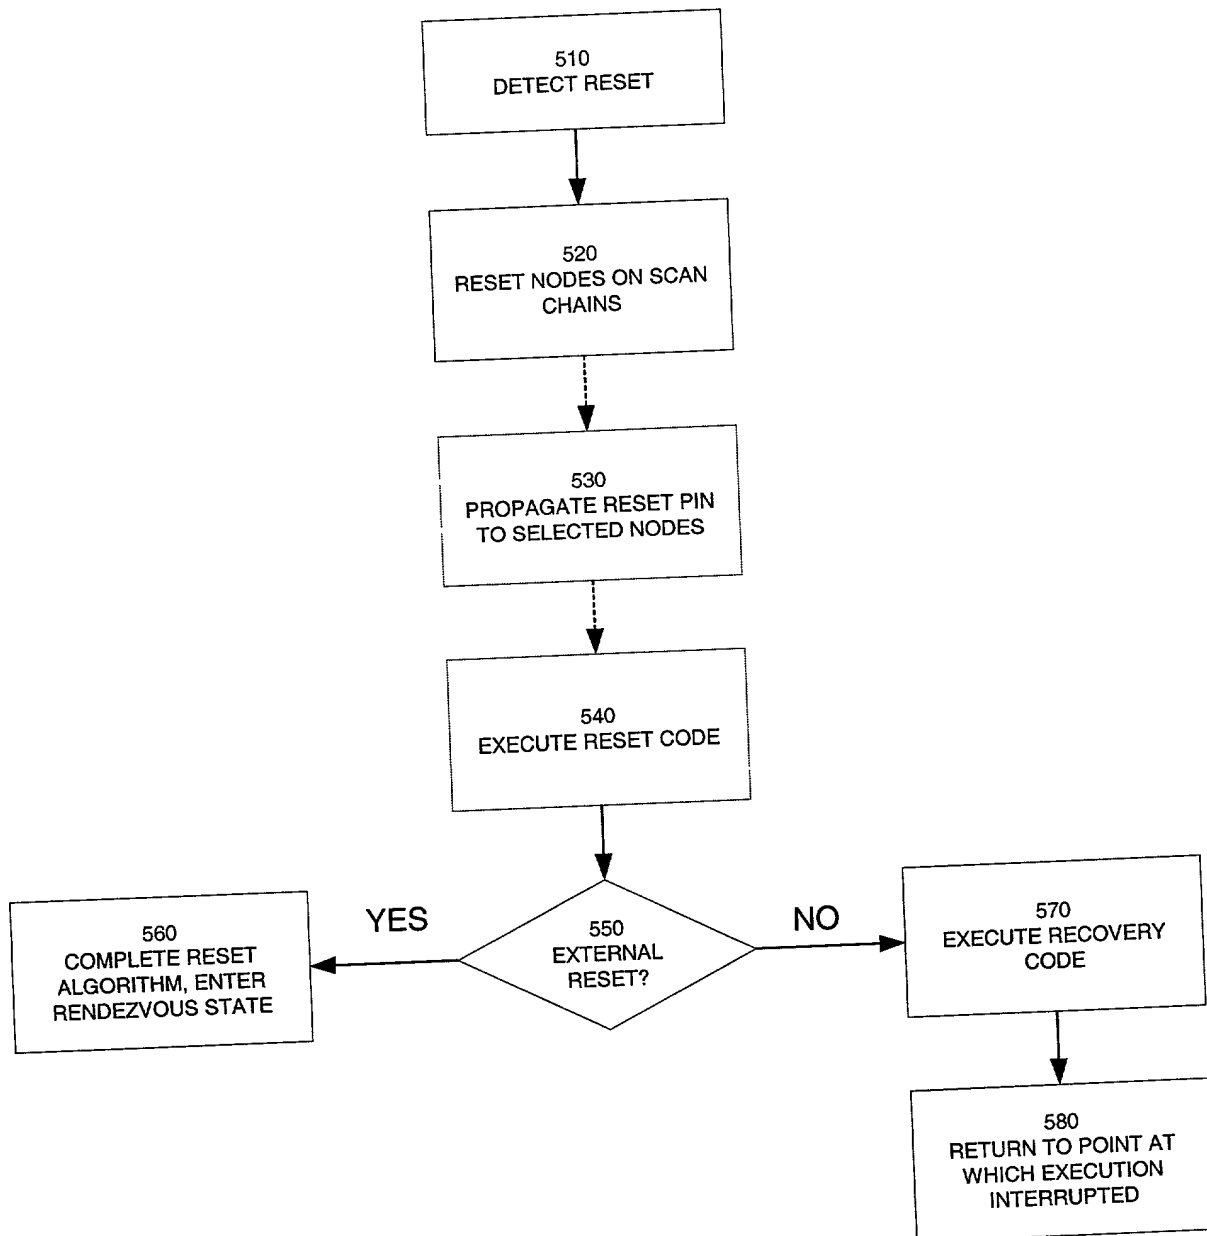 510
DETECT RESET
520
RESET NODES ON SCAN
CHAINS
530
PROPAGATE RESET PIN
TO SELECTED NODES
540
EXECUTE RESET CODE
YES
550
EXTERNAL
RESET?
NO
560
COMPLETE RESET
ALGORITHM, ENTER
RENDEZVOUS STATE
570
EXECUTE RECOVERY
CODE
580
RETURN TO POINT AT
WHICH EXECUTION
INTERRUPTED